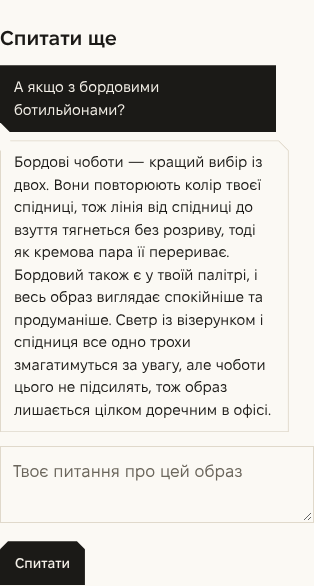 Спитати ще
А якщо з бордовими
ботильйонами?
Бордові чоботи — кращий вибір із
двох. Вони повторюють колір твоєї
спідниці, тож лінія від спідниці до
взуття тягнеться без розриву, тоді
як кремова пара її перериває.
Бордовий також є у твоїй палітрі, і
весь образ виглядає спокійніше та
продуманіше. Светр із візерунком і
спідниця все одно трохи
змагатимуться за увагу, але чоботи
цього не підсилять, тож образ
лишається цілком доречним в офісі.
Твоє питання про цей образ
Спитати